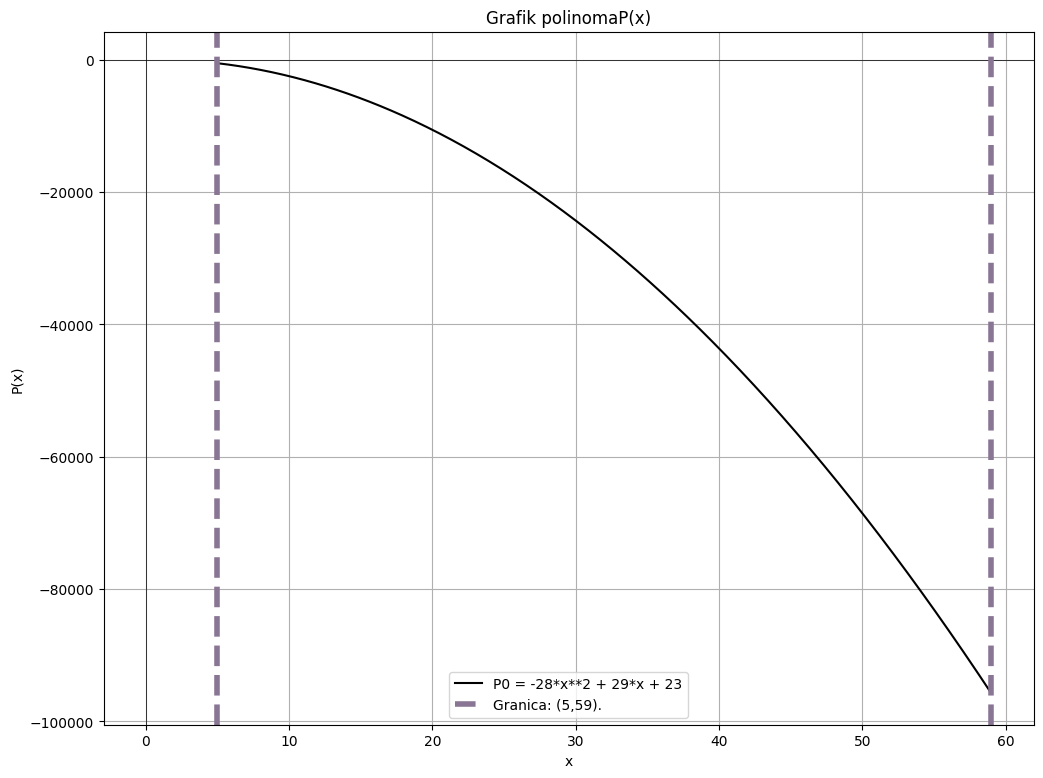 Grafik polinomaP(x)
P(x)
0
−20000
−40000
−60000
−80000
−100000
P0 = -28*x**2 + 29*x + 23
Granica: (5,59).
0
10
20
30
40
50
60
x